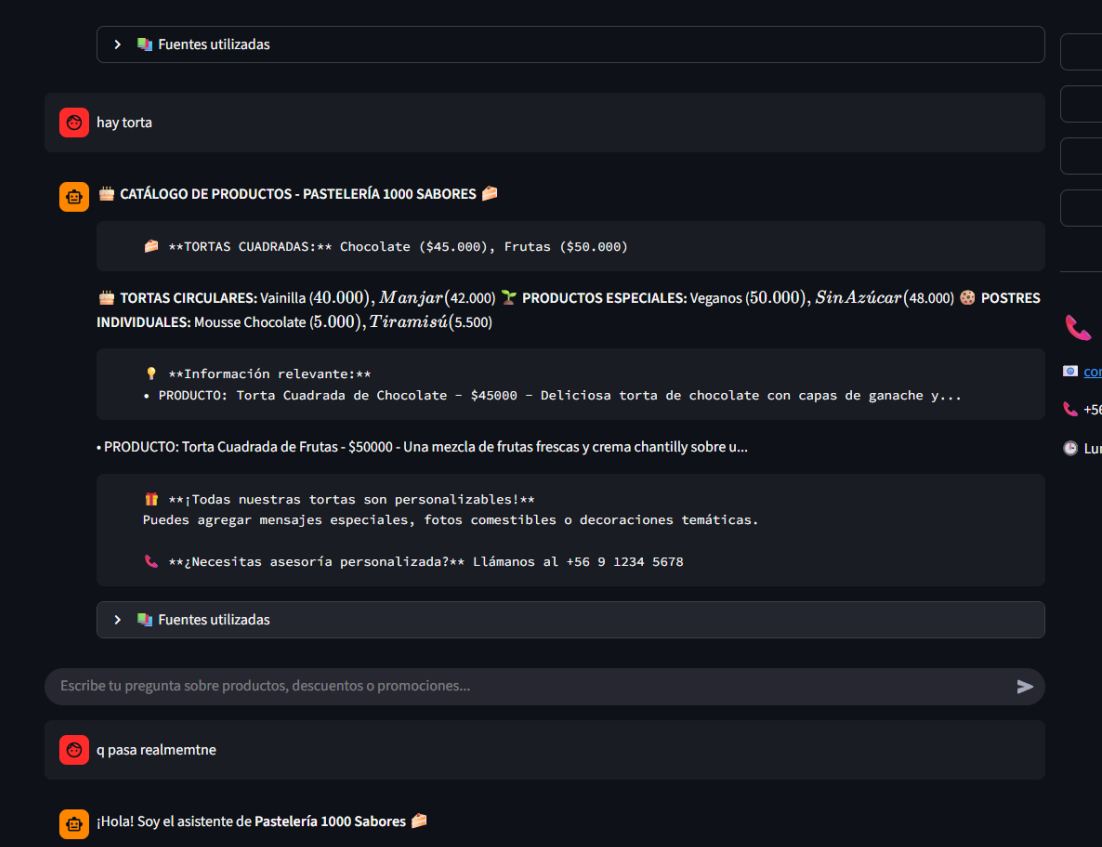 Fuentes utilizadas
hay torta
🎂 CATÁLOGO DE PRODUCTOS - PASTELERÍA 1000 SABORES 🍰
🍰 **TORTAS CUADRADAS:** Chocolate ($45.000), Frutas ($50.000)
🎂 TORTAS CIRCULARES: Vainilla (40.000), Manjar(42.000) 🌱 PRODUCTOS ESPECIALES: Veganos (50.000), SinAzúcar(48.000) 🍪 POSTRES
INDIVIDUALES: Mousse Chocolate (5.000), Tiramisú(5.500)
💡 **Información relevante:**
• PRODUCTO: Torta Cuadrada de Chocolate - $45000 - Deliciosa torta de chocolate con capas de ganache y...
• PRODUCTO: Torta Cuadrada de Frutas - $50000 - Una mezcla de frutas frescas y crema chantilly sobre u...
🎁 **¡Todas nuestras tortas son personalizables!**
Puedes agregar mensajes especiales, fotos comestibles o decoraciones temáticas.
📞 **¿Necesitas asesoría personalizada?** Llámanos al +56 9 1234 5678
Fuentes utilizadas
Escribe tu pregunta sobre productos, descuentos o promociones...
q pasa realmemtne
¡Hola! Soy el asistente de Pastelería 1000 Sabores 🍰
+56